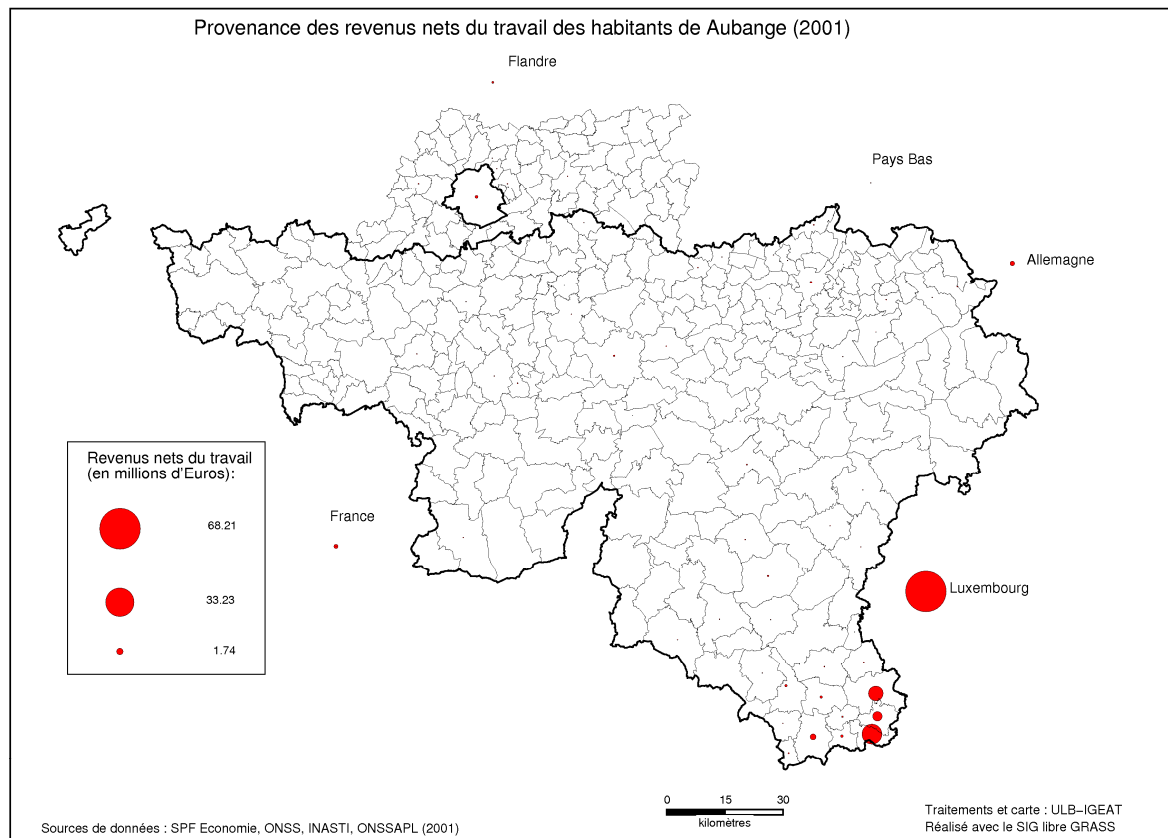 Provenance des revenus nets du travail des habitants de Aubange (2001)
Flandre
Pays Bas
Allemagne
Revenus nets du travail
(en millions d'Euros):
68.21
33.23
1.74
France
Luxembourg
0 15 30
kilomètres
Sources de données : SPF Economie, ONSS, INASTI, ONSSAPL (2001)
Traitements et carte : ULB–IGEAT
Réalisé avec le SIG libre GRASS